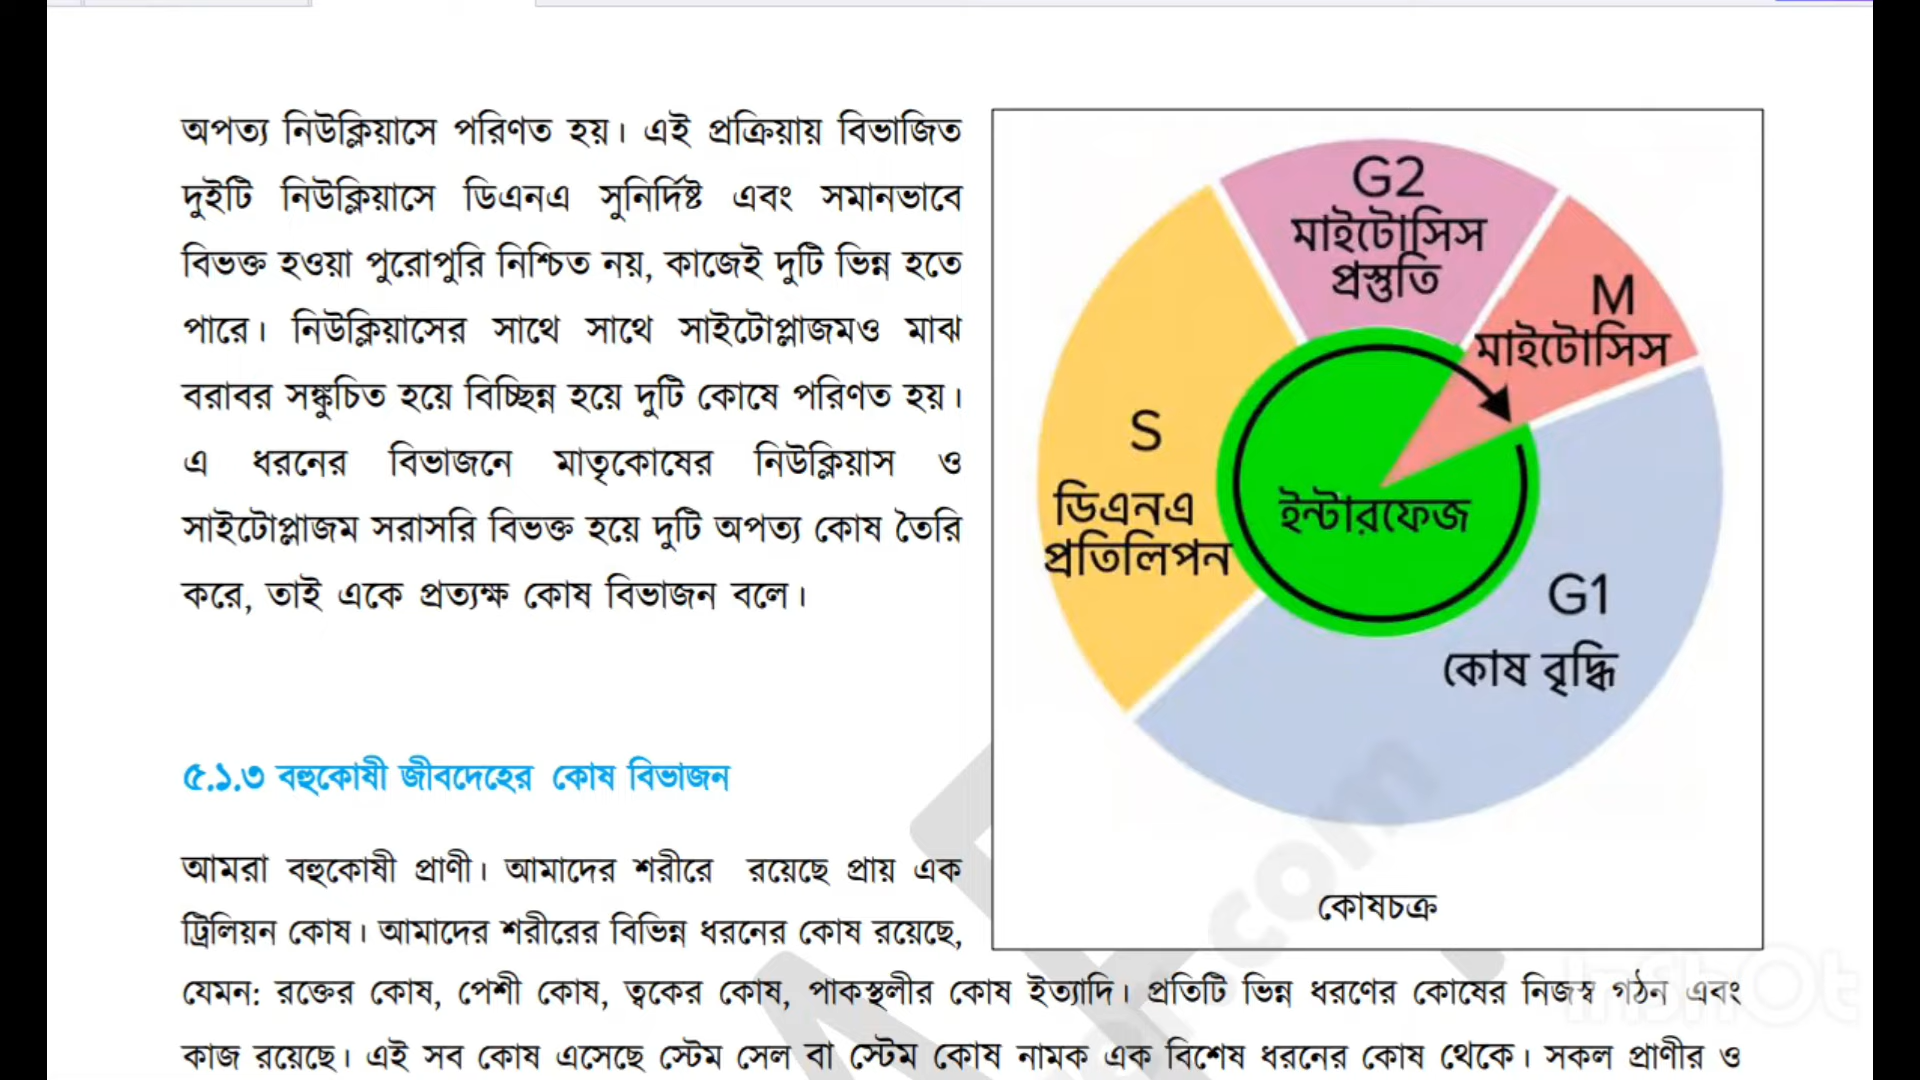 অপত্য নিউক্লিয়াসে পরিণত হয়। এই প্রক্রিয়ায় বিভাজিত
দুইটি নিউক্লিয়াসে ডিএনএ সুনির্দিষ্ট এবং সমানভাবে
বিভক্ত হওয়া পুরোপুরি নিশ্চিত নয়, কাজেই দুটি ভিন্ন হতে
পারে। নিউক্লিয়াসের সাথে সাথে সাইটোপ্লাজমও মাঝ
বরাবর সঙ্কুচিত হয়ে বিচ্ছিন্ন হয়ে দুটি কোষে পরিণত হয়।
এ ধরনের বিভাজনে মাতৃকোষের নিউক্লিয়াস ও
সাইটোপ্লাজম সরাসরি বিভক্ত হয়ে দুটি অপত্য কোষ তৈরি
করে, তাই একে প্রত্যক্ষ কোষ বিভাজন বলে।
G2
মাইটোসিস
প্রস্তুতি
M
মাইটোসিস
S
ডিএনএ
প্রতিলিপন
ইন্টারফেজ
G1
কোষ বৃদ্ধি
কোষচক্র
৫.১.৩ বহুকোষী জীবদেহের কোষ বিভাজন
আমরা বহুকোষী প্রাণী। আমাদের শরীরে রয়েছে প্রায় এক
ট্রিলিয়ন কোষ। আমাদের শরীরের বিভিন্ন ধরনের কোষ রয়েছে,
যেমন: রক্তের কোষ, পেশী কোষ, ত্বকের কোষ, পাকস্থলীর কোষ ইত্যাদি। প্রতিটি ভিন্ন ধরণের কোষের নিজস্ব গঠন এবং
কাজ রয়েছে। এই সব কোষ এসেছে স্টেম সেল বা স্টেম কোষ নামক এক বিশেষ ধরনের কোষ থেকে। সকল প্রাণীর ও
InShOt
.com